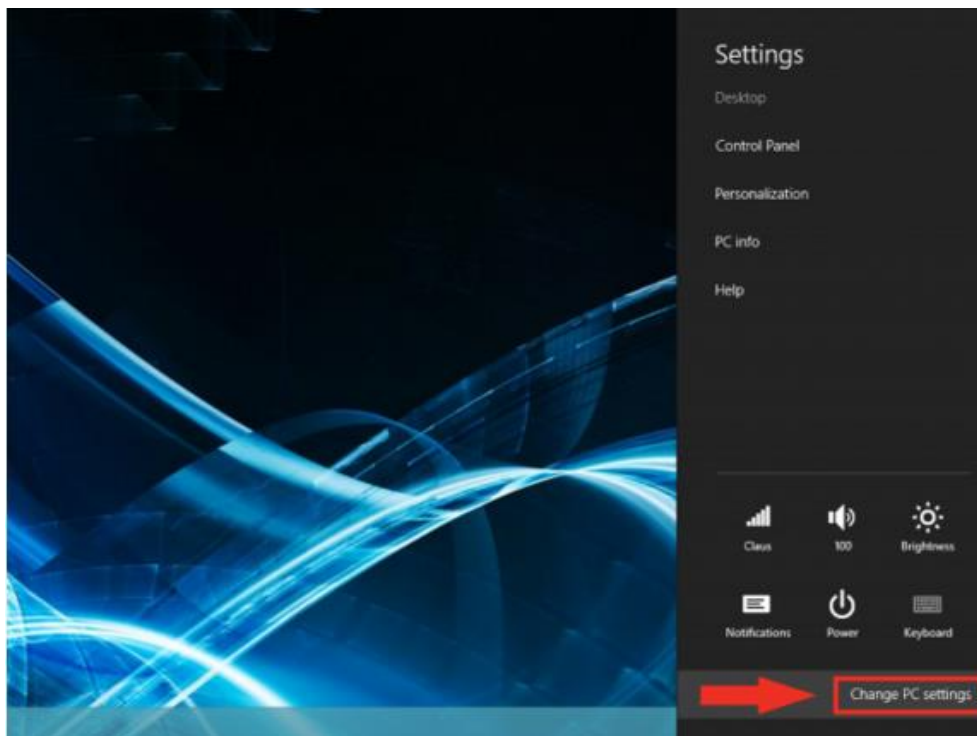 Settings
Desktop
Control Panel
Personalization
PC info
Help
Claus
100
Brightness
Notifications
Power
Keyboard
Change PC settings